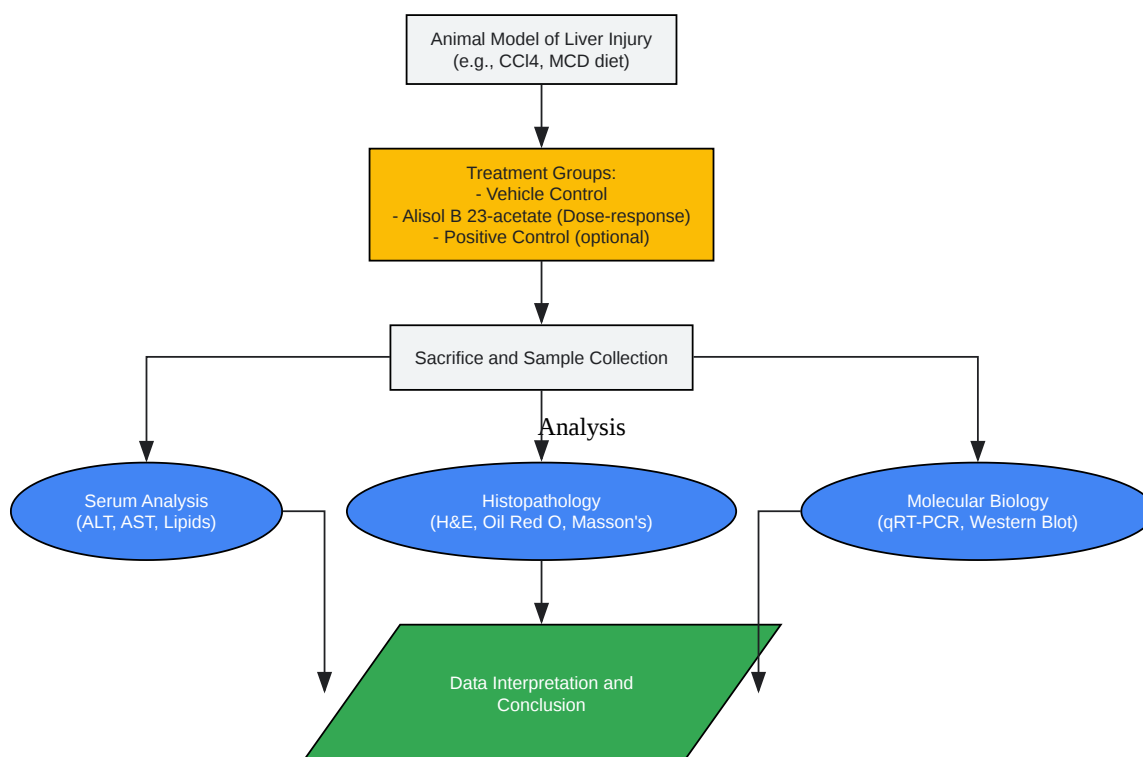 Animal Model of Liver Injury
(e.g., CCl4, MCD diet)
Treatment Groups:
- Vehicle Control
- Alisol B 23-acetate (Dose-response)
- Positive Control (optional)
Sacrifice and Sample Collection
Analysis
Serum Analysis
(ALT, AST, Lipids)
Histopathology
(H&E, Oil Red O, Masson's)
Molecular Biology
(qRT-PCR, Western Blot)
Data Interpretation and
Conclusion